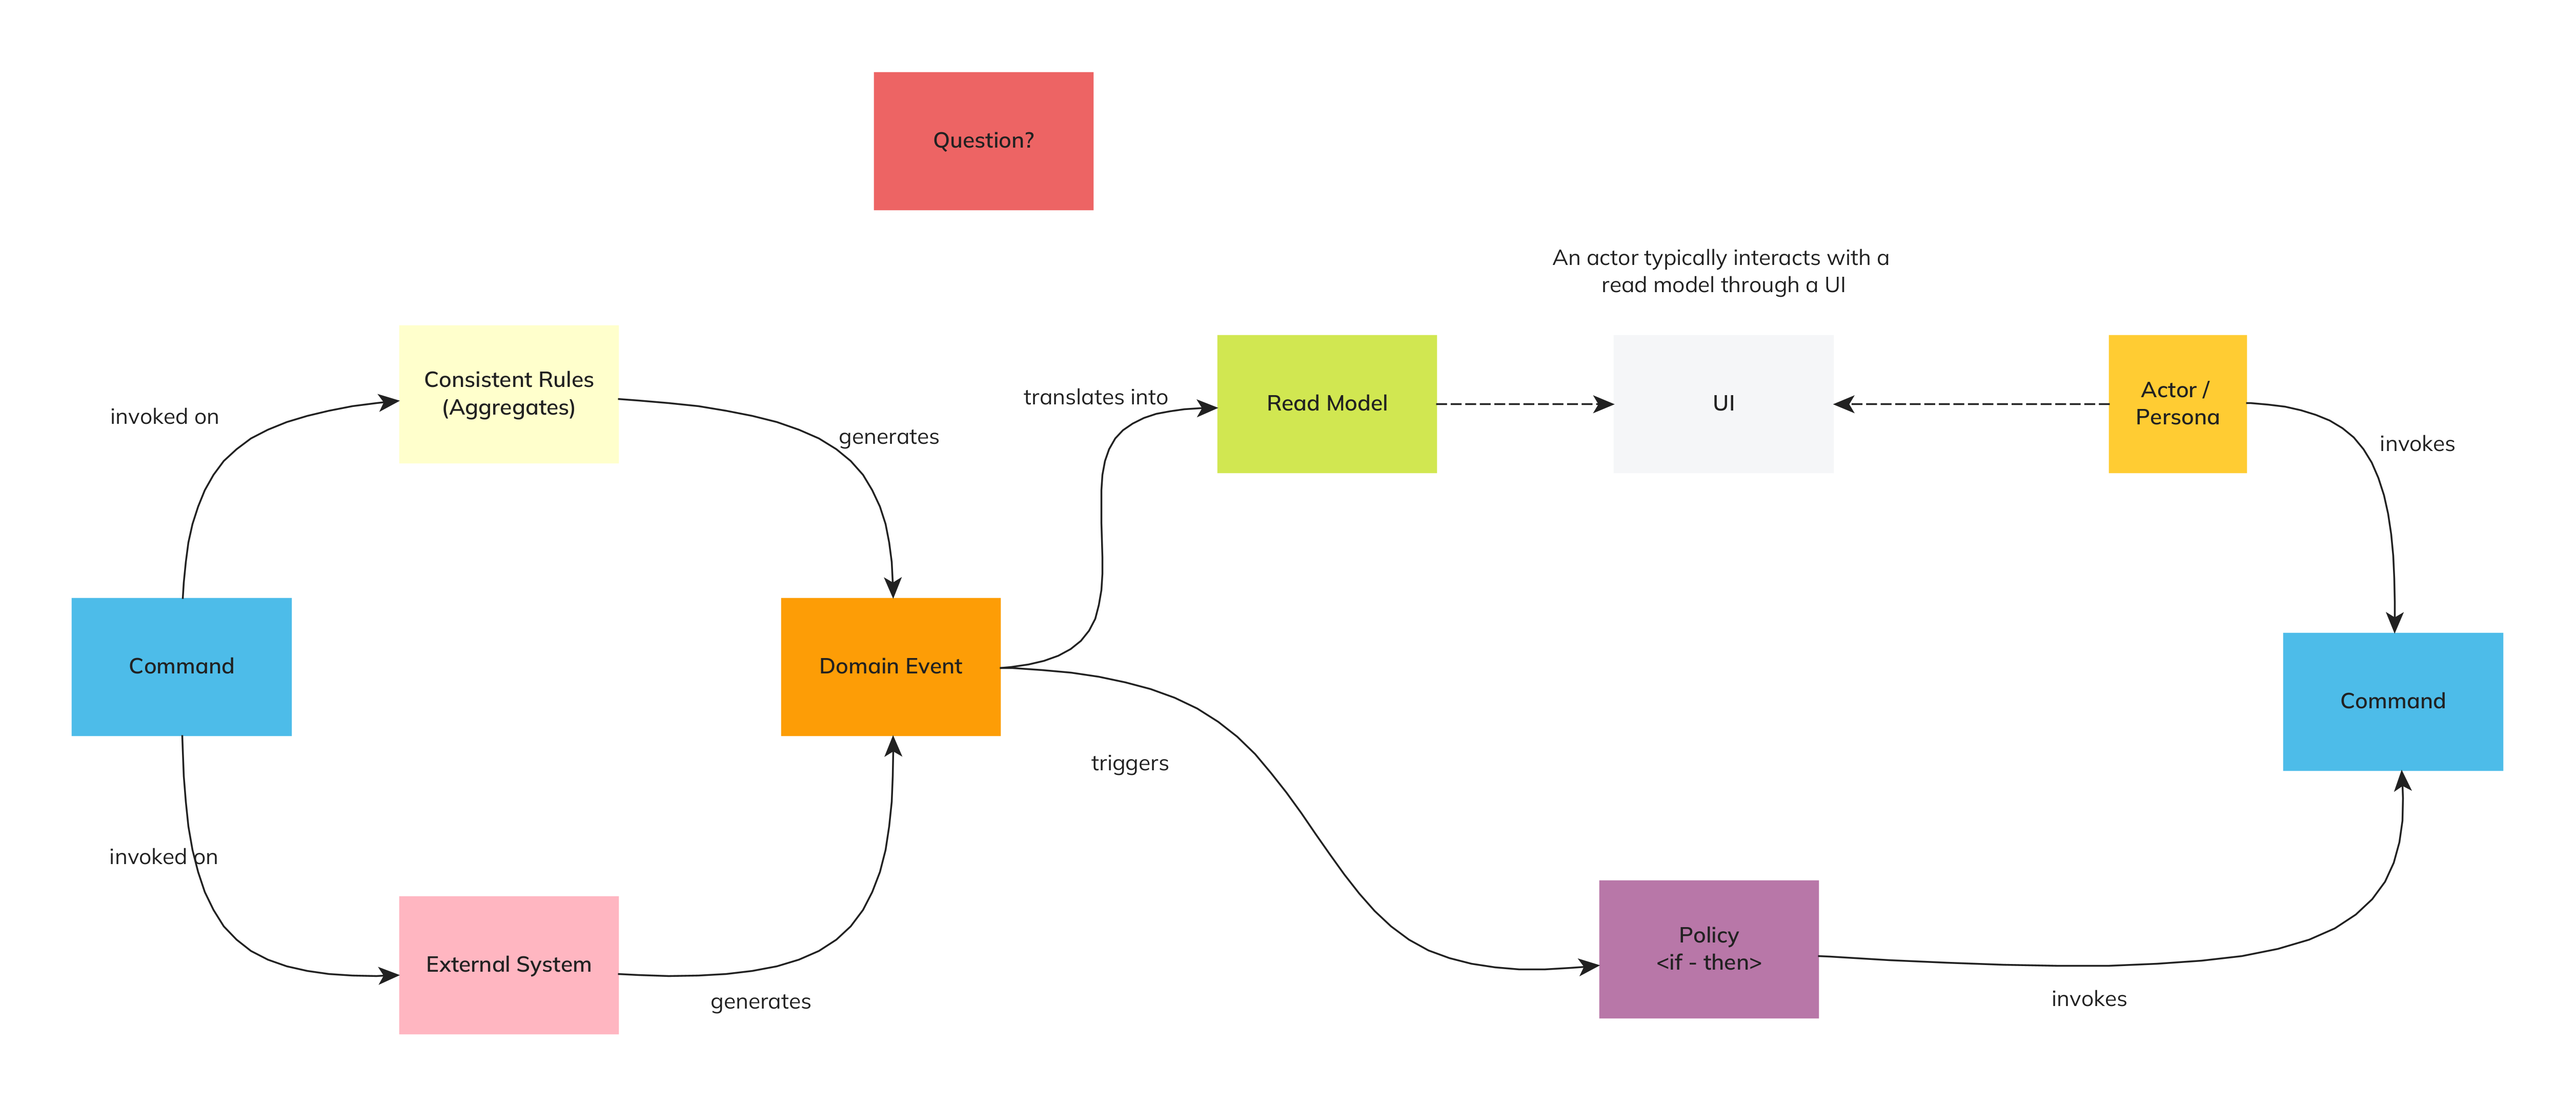 Question?
An actor typically interacts with a
read model through a UI
Consistent Rules
(Aggregates)
invoked on
generates
translates into
Read Model
UI
Actor /
Persona
invokes
Command
Domain Event
Command
triggers
invoked on
External System
generates
Policy
<if - then>
invokes